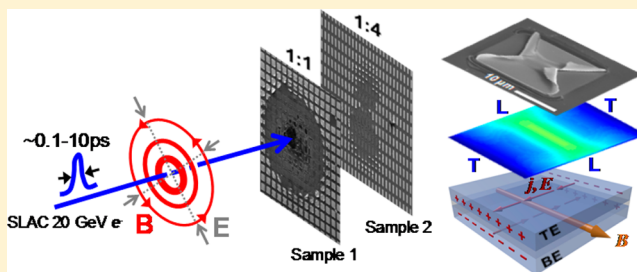 ~0.1-10ps
SLAC 20 GeV e-
B
E
1:1
1:4
Sample 1
Sample 2
10 µm
L
T
T
L
j, E
TE
BE
B